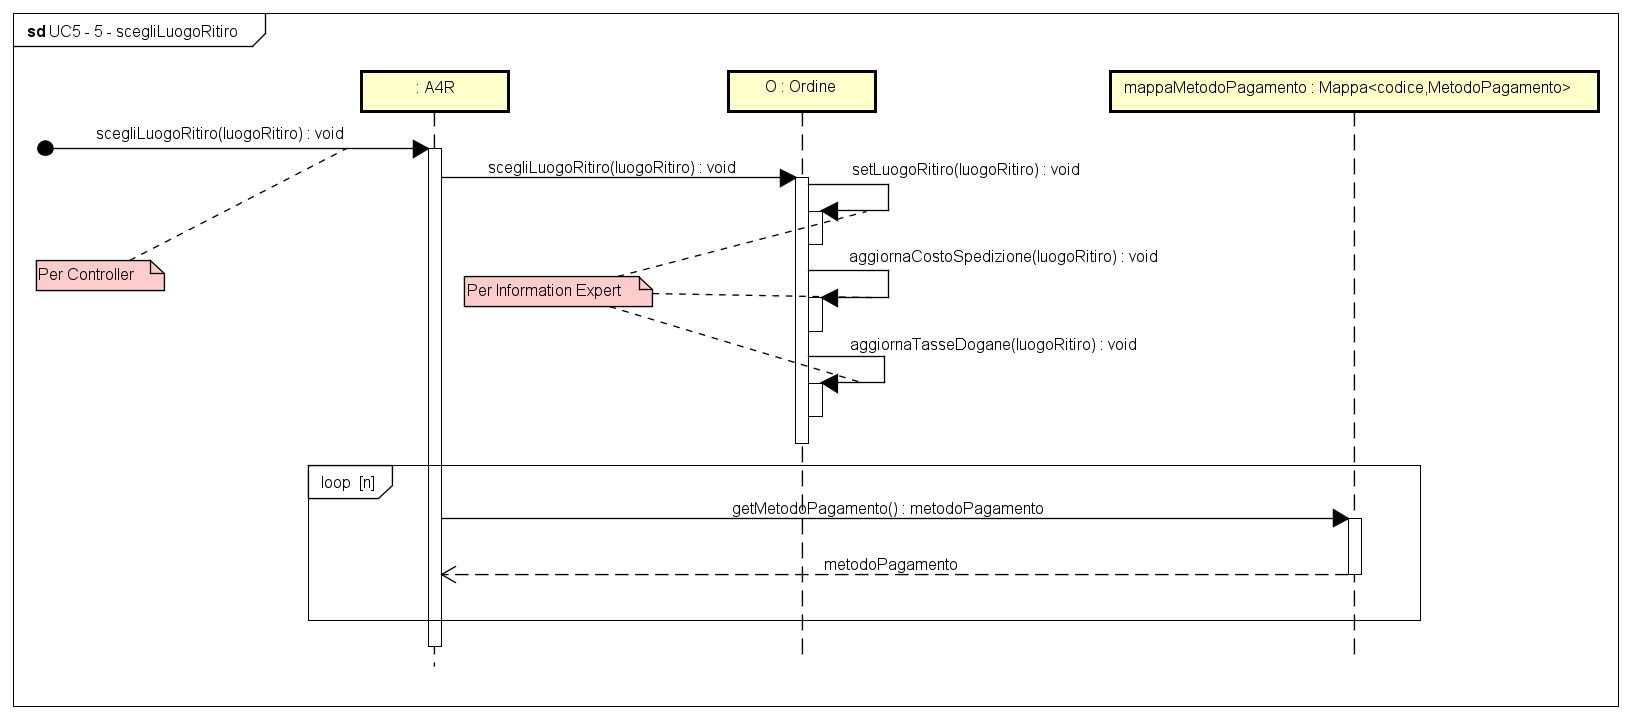 sd UC5 - 5 - scegliLuogoRitiro
: A4R
O : Ordine
mappaMetodoPagamento : Mappa<codice,MetodoPagamento>
scegliLuogoRitiro(luogoRitiro) : void
scegliLuogoRitiro(luogoRitiro) : void
setLuogoRitiro(luogoRitiro) : void
aggiornaCostoSpedizione(luogoRitiro) : void
Per Controller
Per Information Expert
aggiornaTasseDogane(luogoRitiro) : void
loop [n]
getMetodoPagamento() : metodoPagamento
metodoPagamento